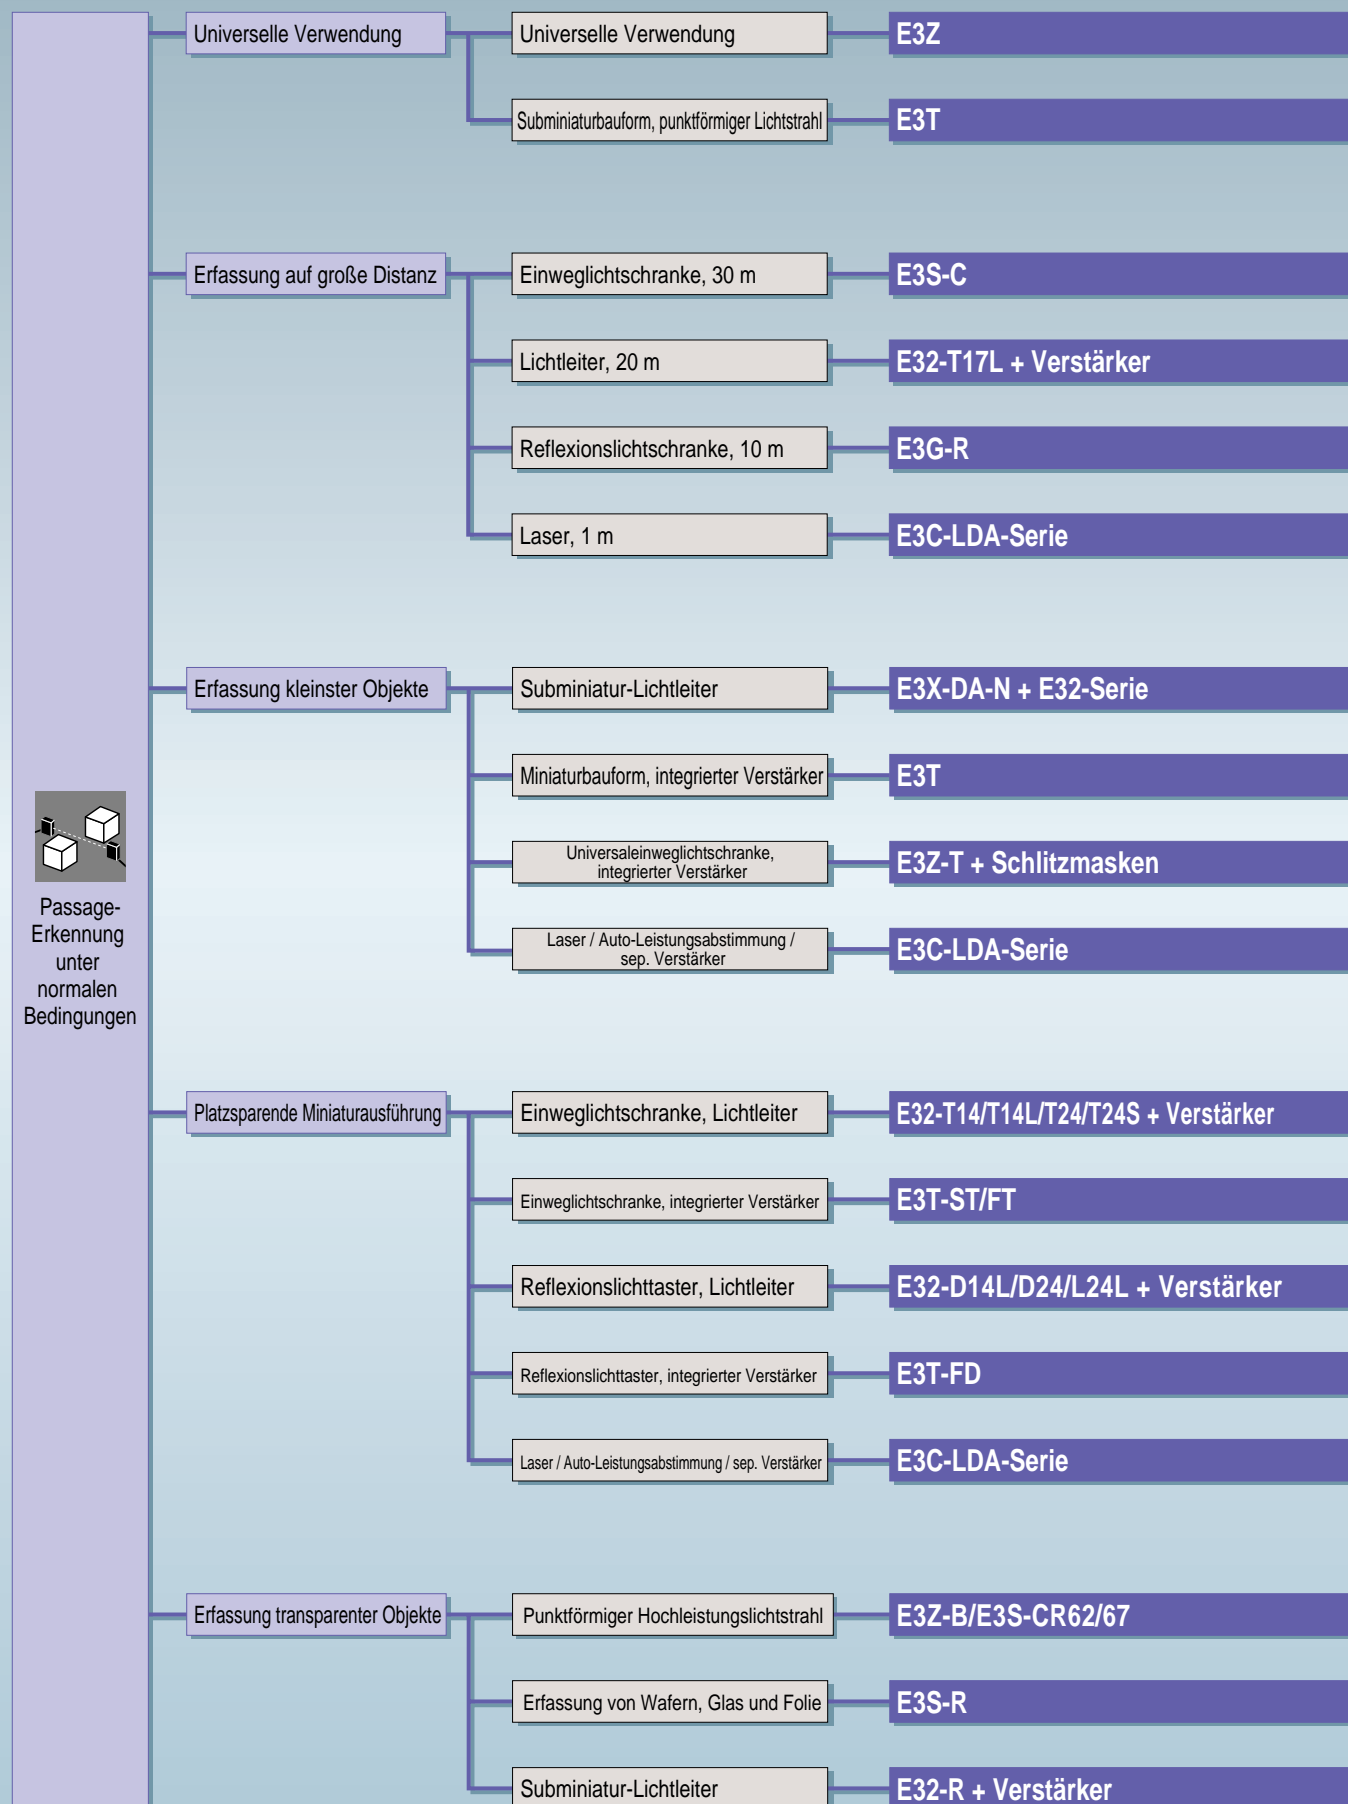 Passage-
Erkennung
unter
normalen
Bedingungen
Universelle Verwendung
Universelle Verwendung
E3Z
Subminiaturbauform, punktförmiger Lichtstrahl
E3T
Erfassung auf große Distanz
Einweglichtschranke, 30 m
E3S-C
Lichtleiter, 20 m
E32-T17L + Verstärker
Reflexionslichtschranke, 10 m
E3G-R
Laser, 1 m
E3C-LDA-Serie
Erfassung kleinster Objekte
Subminiatur-Lichtleiter
E3X-DA-N + E32-Serie
Miniaturbauform, integrierter Verstärker
E3T
Universaleinweglichtschranke,
integrierter Verstärker
E3Z-T + Schlitzmasken
Laser / Auto-Leistungsabstimmung /
sep. Verstärker
E3C-LDA-Serie
Platzsparende Miniaturausführung
Einweglichtschranke, Lichtleiter
E32-T14/T14L/T24/T24S + Verstärker
Einweglichtschranke, integrierter Verstärker
E3T-ST/FT
Reflexionslichttaster, Lichtleiter
E32-D14L/D24/L24L + Verstärker
Reflexionslichttaster, integrierter Verstärker
E3T-FD
Laser / Auto-Leistungsabstimmung / sep. Verstärker
E3C-LDA-Serie
Erfassung transparenter Objekte
Punktförmiger Hochleistungslichtstrahl
E3Z-B/E3S-CR62/67
Erfassung von Wafern, Glas und Folie
E3S-R
Subminiatur-Lichtleiter
E32-R + Verstärker